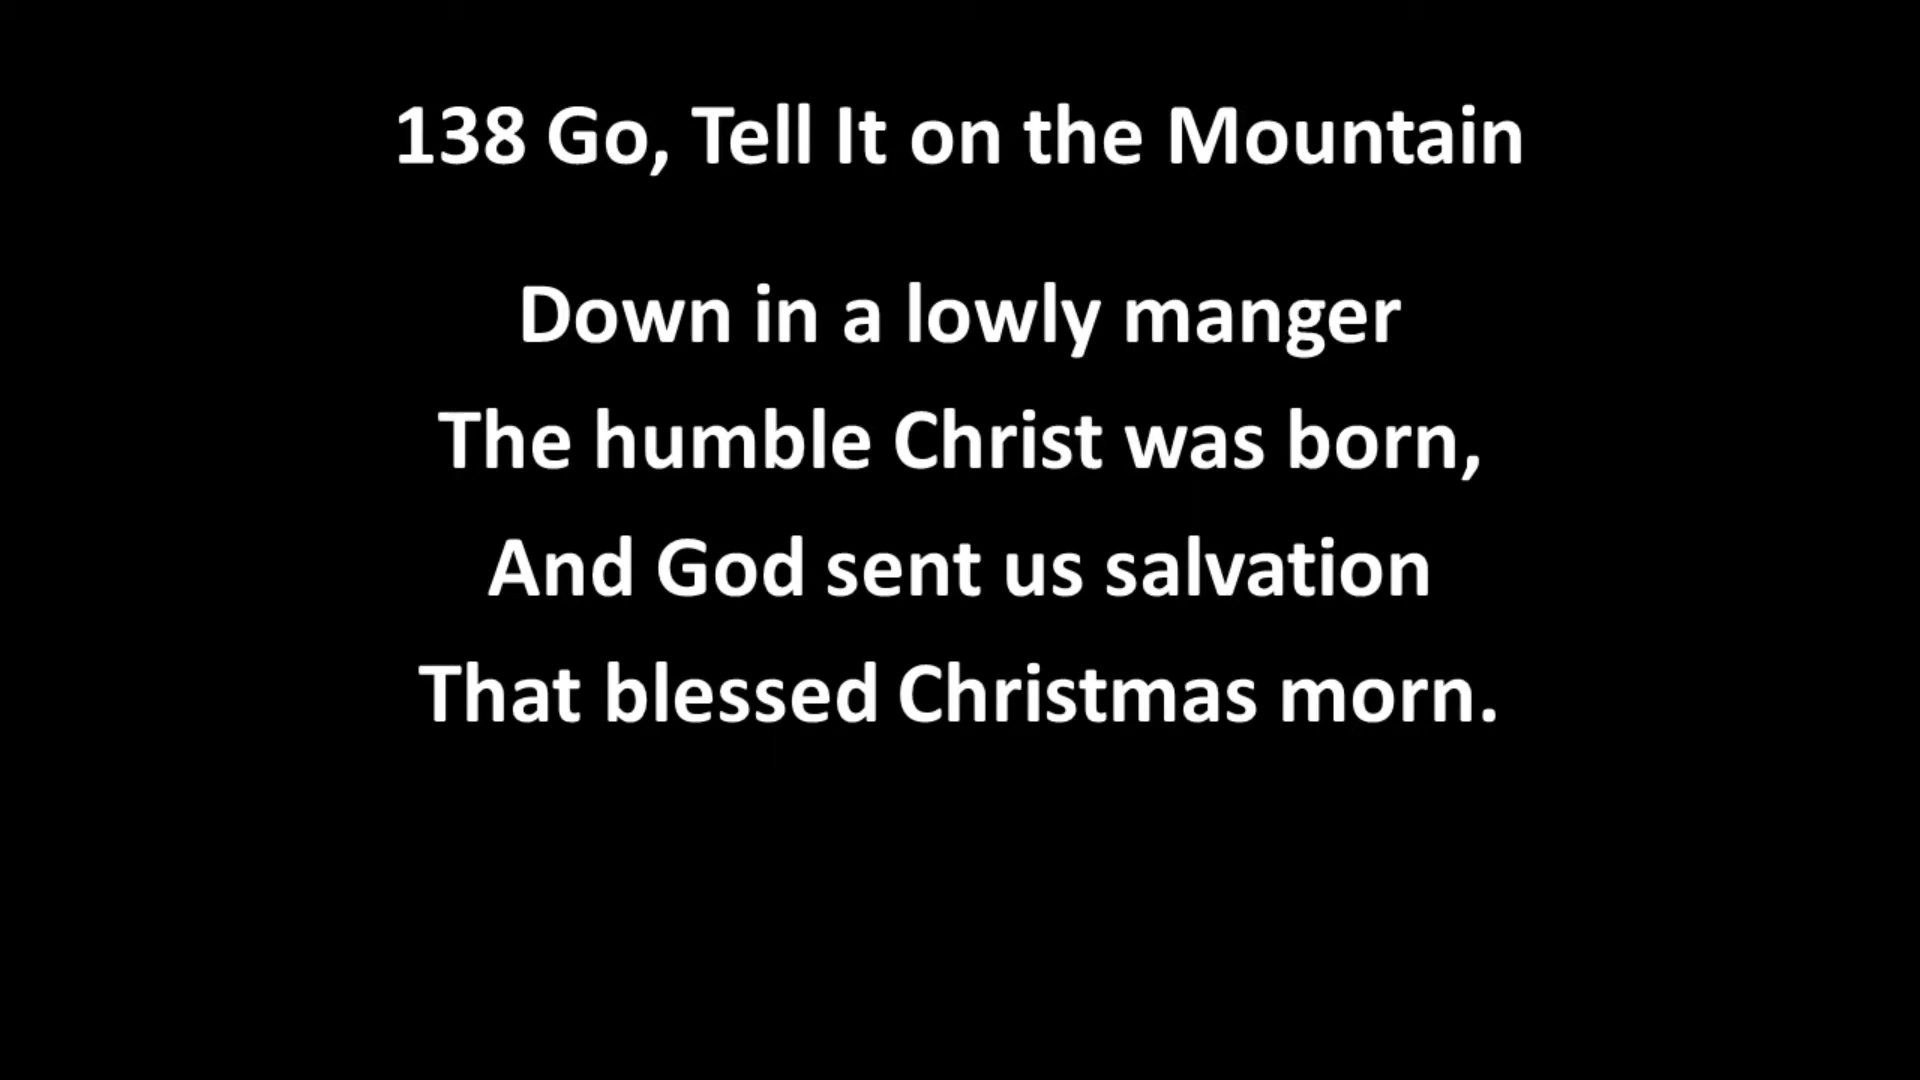 138 Go, Tell It on the Mountain
Down in a lowly manger
The humble Christ was born,
And God sent us salvation
That blessed Christmas morn.